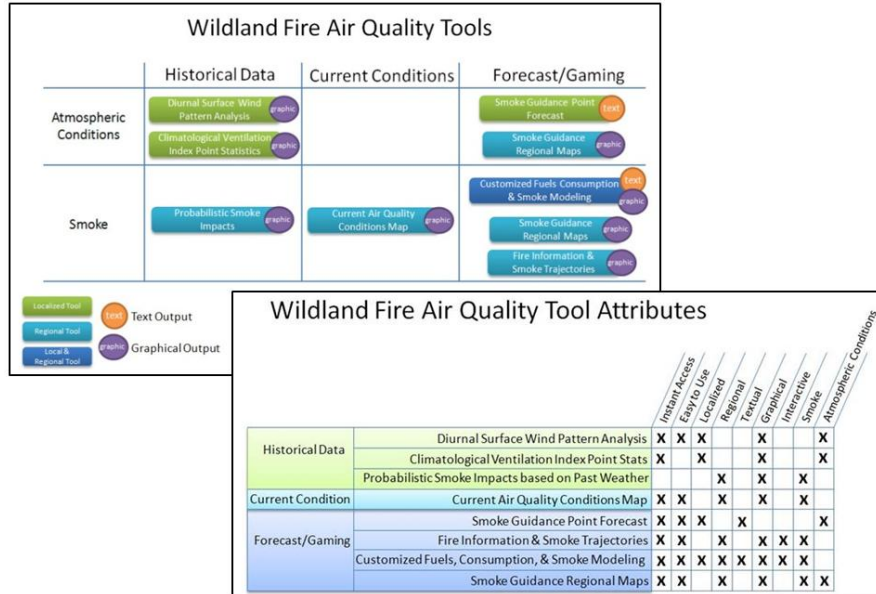 Wildland Fire Air Quality Tools
Historical Data Current Conditions Forecast/Gaming
Atmospheric
Conditions
Diurnal Surface Wind
Pattern Analysis
graphic
Climatological Ventilation
Index Point Statistics
graphic
Smoke Guidance Point
Forecast
text
Smoke Guidance
Regional Maps
graphic
Smoke
Probabilistic Smoke
Impacts
graphic
Current Air Quality
Conditions Map
graphic
Customized Fuels Consumption
& Smoke Modeling
text
graphic
Smoke Guidance
Regional Maps
graphic
Fire Information &
Smoke Trajectories
graphic
Localized Tool
Regional Tool
Local &
Regional Tool
text Text Output
graphic Graphical Output
Wildland Fire Air Quality Tool Attributes
Instant Access
Easy to Use
Localized
Regional
Textual
Graphical
Interactive
Smoke
Atmospheric Conditions
Historical Data
Diurnal Surface Wind Pattern Analysis X X X X X
Climatological Ventilation Index Point Stats X X X X
Probabilistic Smoke Impacts based on Past Weather X X X
Current Condition
Current Air Quality Conditions Map X X X X X
Forecast/Gaming
Smoke Guidance Point Forecast X X X X X
Fire Information & Smoke Trajectories X X X X X X
Customized Fuels, Consumption, & Smoke Modeling X X X X X X X X
Smoke Guidance Regional Maps X X X X X X